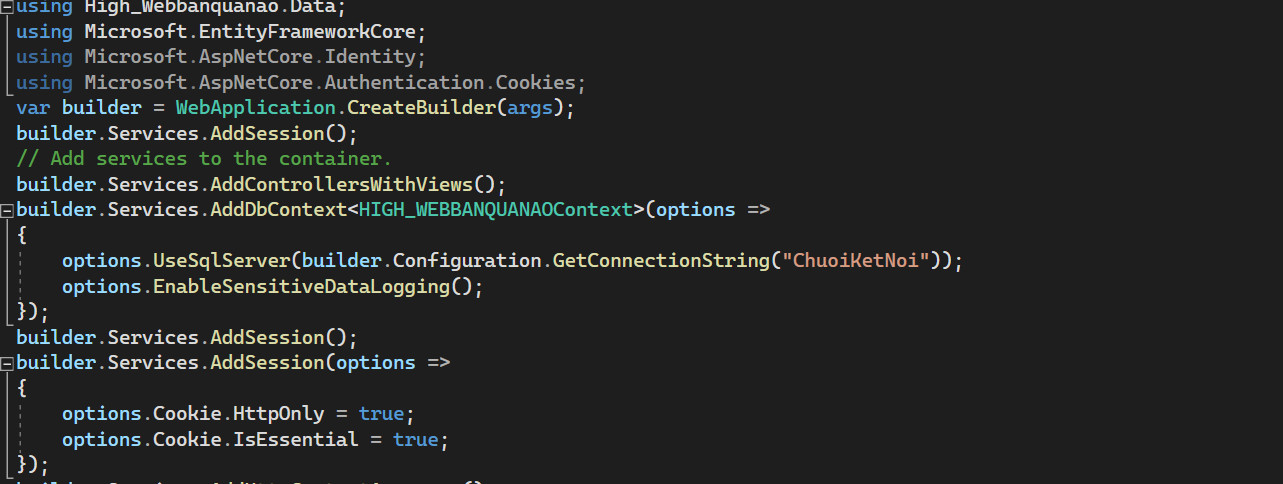 using High_Webbanquanao.Data;
using Microsoft.EntityFrameworkCore;
using Microsoft.AspNetCore.Identity;
using Microsoft.AspNetCore.Authentication.Cookies;
var builder = WebApplication.CreateBuilder(args);
builder.Services.AddSession();
// Add services to the container.
builder.Services.AddControllersWithViews();
builder.Services.AddDbContext<HIGH_WEBBANQUANAOContext>(options =>
{
    options.UseSqlServer(builder.Configuration.GetConnectionString("ChuoiKetNoi"));
    options.EnableSensitiveDataLogging();
});
builder.Services.AddSession();
builder.Services.AddSession(options =>
{
    options.Cookie.HttpOnly = true;
    options.Cookie.IsEssential = true;
});